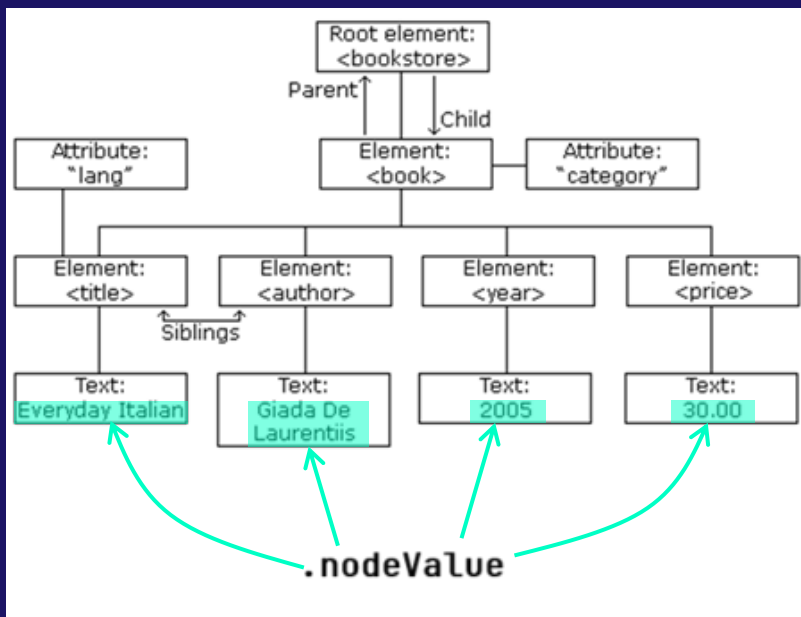 Root element:
<bookstore>
Parent
Child
Attribute:
“lang”
Element:
<book>
Attribute:
“category”
Element:
<title>
Element:
<author>
Element:
<year>
Element:
<price>
Siblings
Text:
Everyday Italian
Text:
Giada De
Laurentiis
Text:
2005
Text:
30.00
.nodeValue